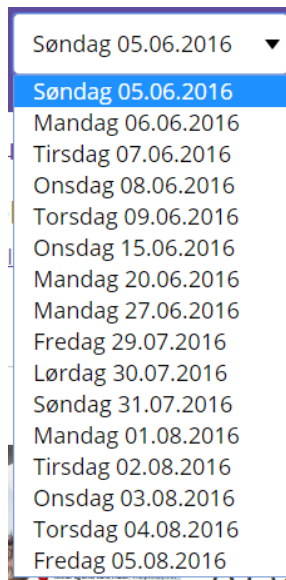 Søndag 05.06.2016
Søndag 05.06.2016
Mandag 06.06.2016
Tirsdag 07.06.2016
Onsdag 08.06.2016
Torsdag 09.06.2016
Onsdag 15.06.2016
Mandag 20.06.2016
Mandag 27.06.2016
Fredag 29.07.2016
Lørdag 30.07.2016
Søndag 31.07.2016
Mandag 01.08.2016
Tirsdag 02.08.2016
Onsdag 03.08.2016
Torsdag 04.08.2016
Fredag 05.08.2016